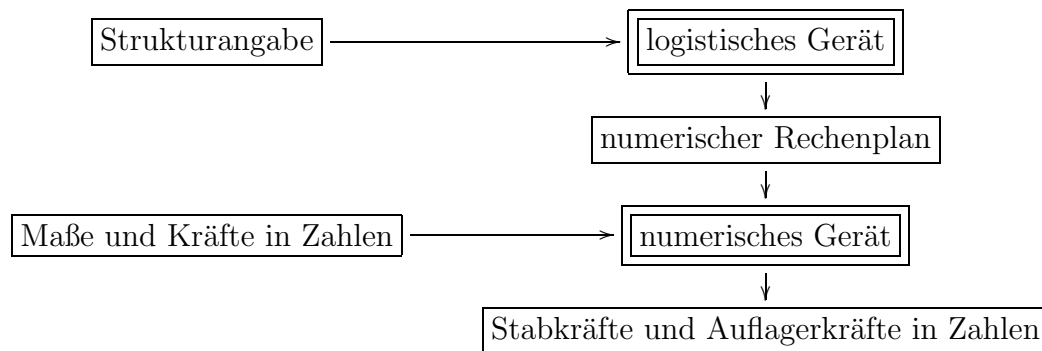 Strukturangabe
logistisches Gerät
numerischer Rechenplan
Maße und Kräfte in Zahlen
numerisches Gerät
Stabkräfte und Auflagerkräfte in Zahlen